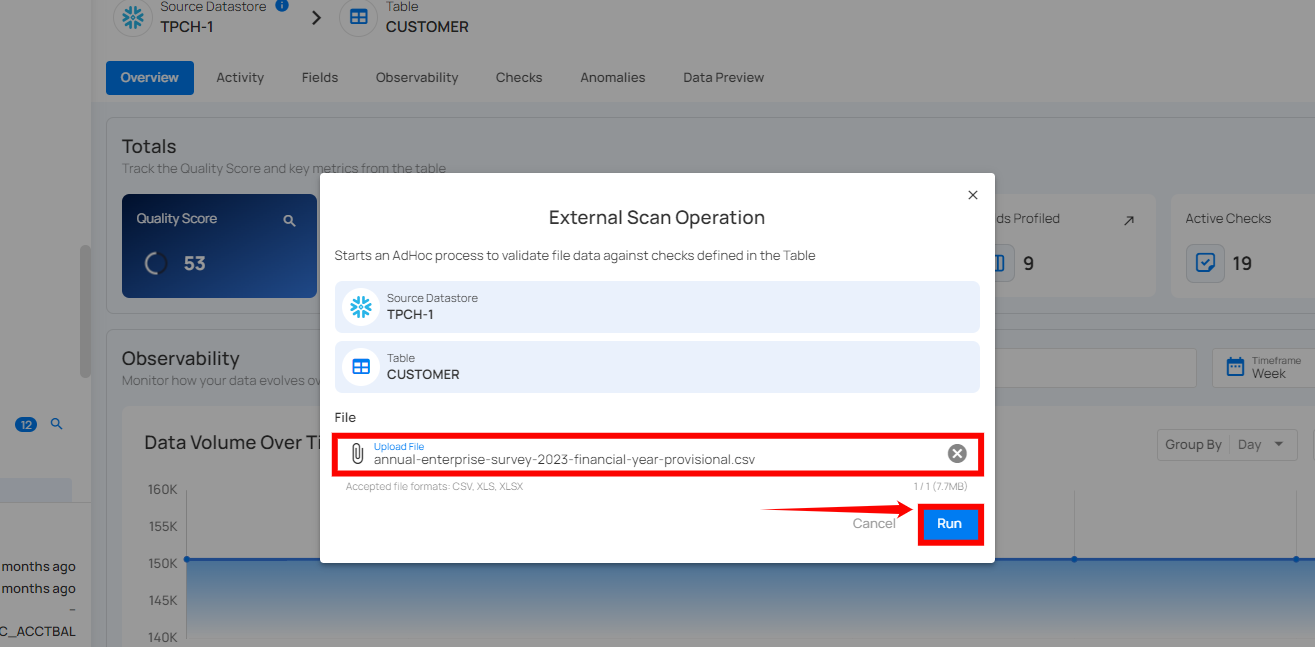 Source Datastore
TPCH-1
Table
CUSTOMER
Overview
Activity
Fields
Observability
Checks
Anomalies
Data Preview
Totals
Track the Quality Score and key metrics from the table
Quality Score
53
ds Profiled
9
Active Checks
19
External Scan Operation
Starts an AdHoc process to validate file data against checks defined in the Table
Source Datastore
TPCH-1
Table
CUSTOMER
File
Upload File
annual-enterprise-survey-2023-financial-year-provisional.csv
Accepted file formats: CSV, XLS, XLSX
1 / 1 (7.7MB)
Cancel
Run
Observability
Monitor how your data evolves ov
Timeframe
Week
12
Data Volume Over Ti
Group By
Day
160K
155K
150K
145K
140K
months ago
months ago
–
C_ACCTBAL